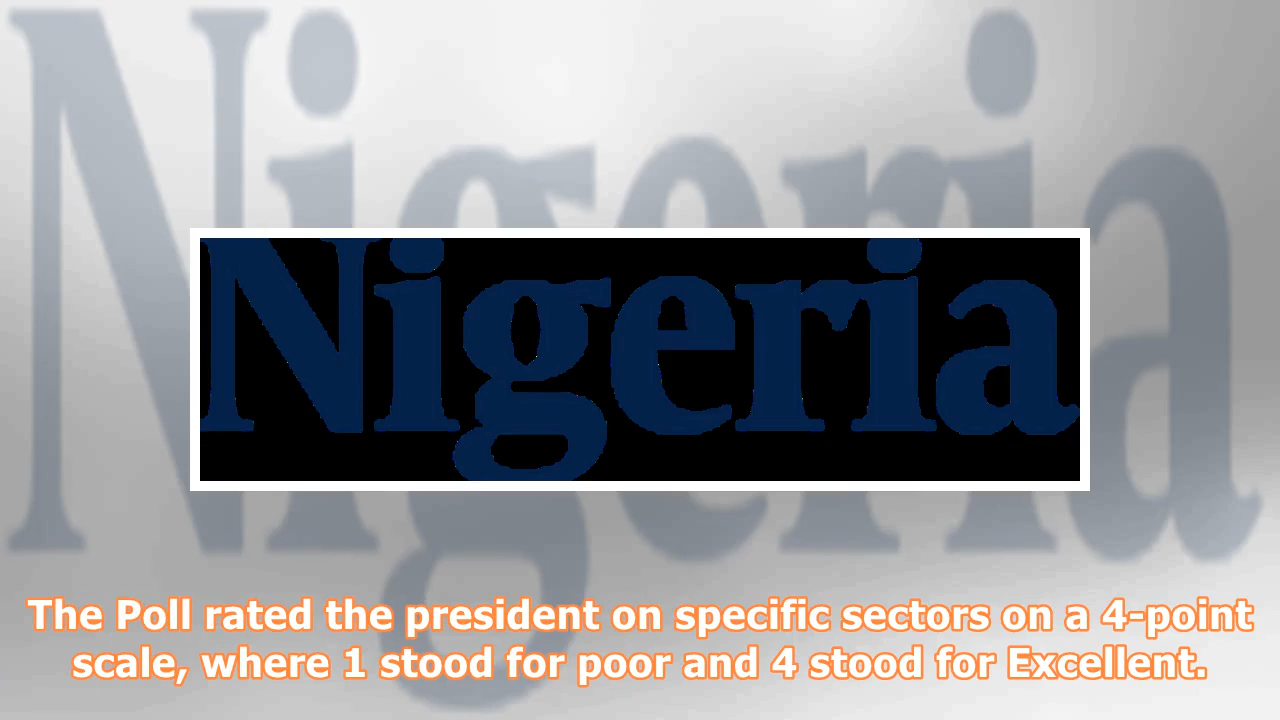 Nigeria
Nigeria
The Poll rated the president on specific sectors on a 4-point
scale, where 1 stood for poor and 4 stood for Excellent.